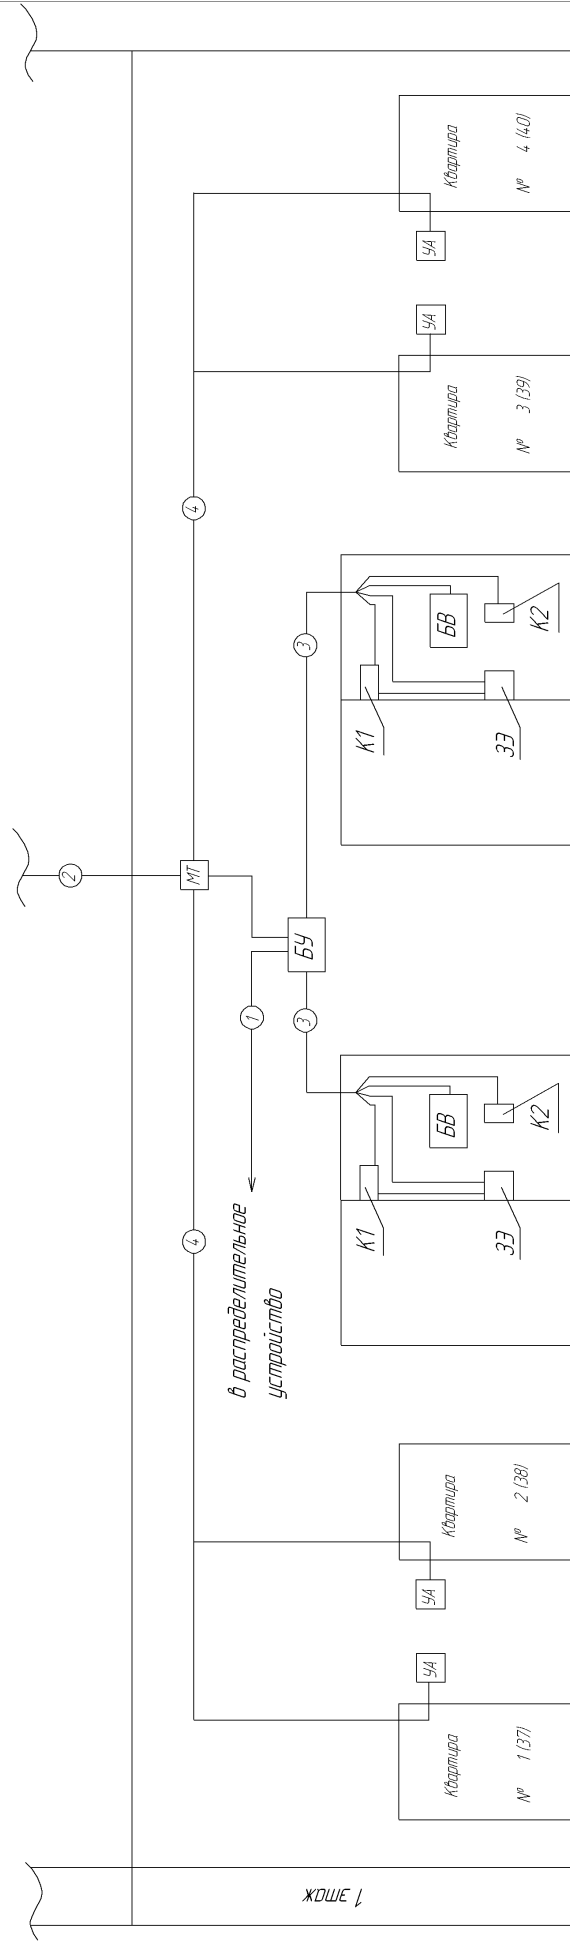 2
4
МТ
4
в распределительное
устройство
1
3
БУ
3
1 этаж
К1
К1
УА
УА
УА
УА
Квартира
№ 1 (37)
Квартира
№ 2 (38)
БВ
ЗЭ
К2
БВ
ЗЭ
К2
Квартира
№ 3 (39)
Квартира
№ 4 (40)